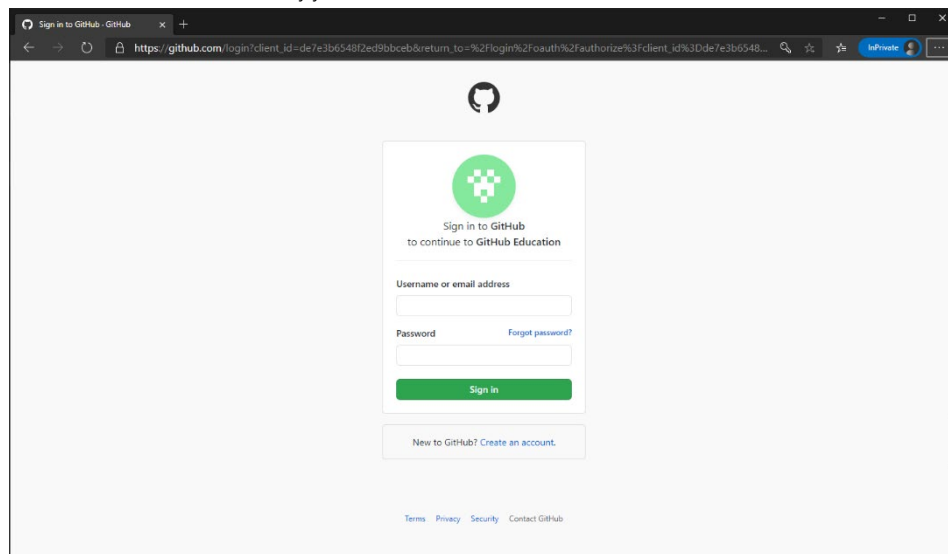 Sign in to GitHub · GitHub
https://github.com/login?client_id=de7e3b6548f2ed9bbceb&return_to=%2Flogin%2Foauth%2Fauthorize%3Fclient_id%3Dde7e3b6548...
InPrivate
Sign in to GitHub
to continue to GitHub Education
Username or email address
Password Forgot password?
Sign in
New to GitHub? Create an account.
Terms Privacy Security Contact GitHub